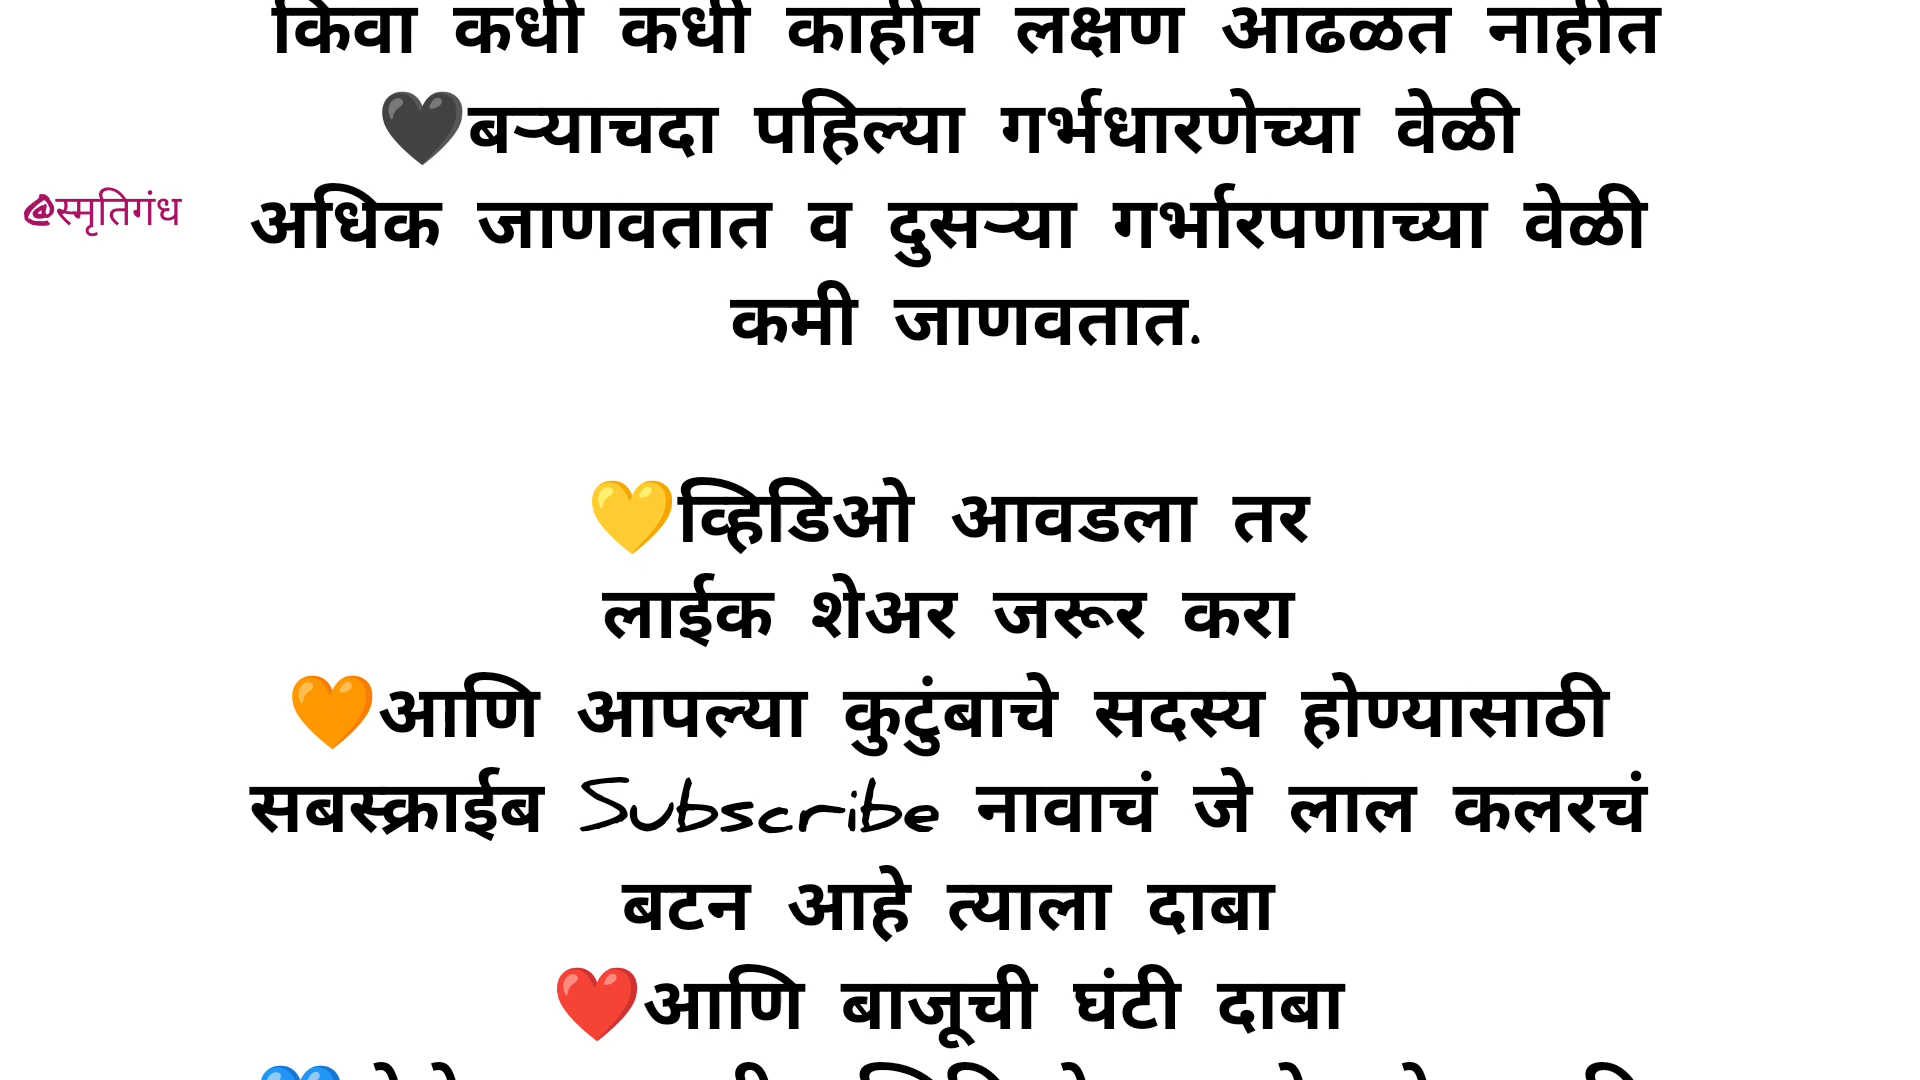 किंवा कधी कधी काहीच लक्षण आढळत नाहीत
🖤बऱ्याचदा पहिल्या गर्भधारणेच्या वेळी
@स्मृतिगंध
अधिक जाणवतात व दुसऱ्या गर्भारपणाच्या वेळी
कमी जाणवतात.
💛व्हिडिओ आवडला तर
लाईक शेअर जरूर करा
🧡आणि आपल्या कुटुंबाचे सदस्य होण्यासाठी
सबस्क्राईब Subscribe नावाचं जे लाल कलरचं
बटन आहे त्याला दाबा
❤️आणि बाजूची घंटी दाबा